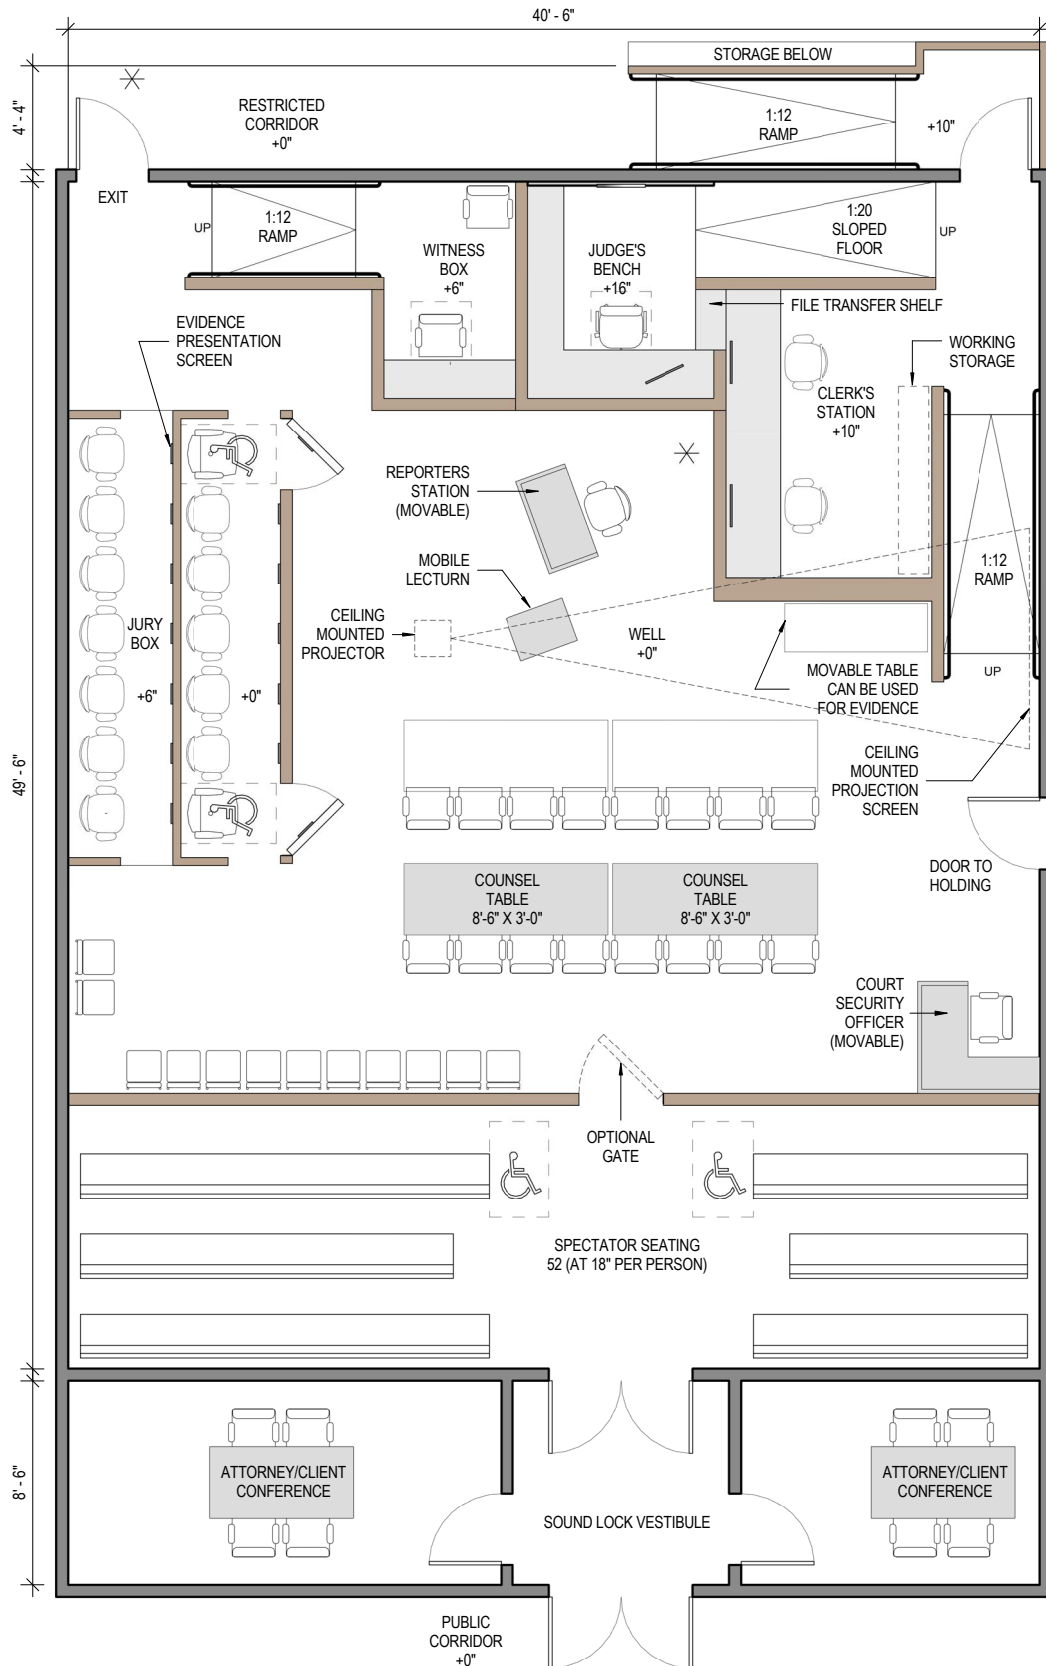 40' - 6"
STORAGE BELOW
4' - 4"
RESTRICTED
CORRIDOR
+0"
1:12
RAMP
+10"
EXIT
UP
1:12
RAMP
WITNESS
BOX
+6"
JUDGE'S
BENCH
+16"
1:20
SLOPED
FLOOR
UP
FILE TRANSFER SHELF
EVIDENCE
PRESENTATION
SCREEN
WORKING
STORAGE
CLERK'S
STATION
+10"
REPORTERS
STATION
(MOVABLE)
MOBILE
LECTURN
1:12
RAMP
CEILING
MOUNTED
PROJECTOR
JURY
BOX
WELL
+0"
+6"
+0"
UP
MOVABLE TABLE
CAN BE USED
FOR EVIDENCE
CEILING
MOUNTED
PROJECTION
SCREEN
49' - 6"
DOOR TO
HOLDING
COUNSEL
TABLE
8'-6" X 3'-0"
COUNSEL
TABLE
8'-6" X 3'-0"
COURT
SECURITY
OFFICER
(MOVABLE)
OPTIONAL
GATE
SPECTATOR SEATING
52 (AT 18" PER PERSON)
8' - 6"
ATTORNEY/CLIENT
CONFERENCE
ATTORNEY/CLIENT
CONFERENCE
SOUND LOCK VESTIBULE
PUBLIC
CORRIDOR
+0"